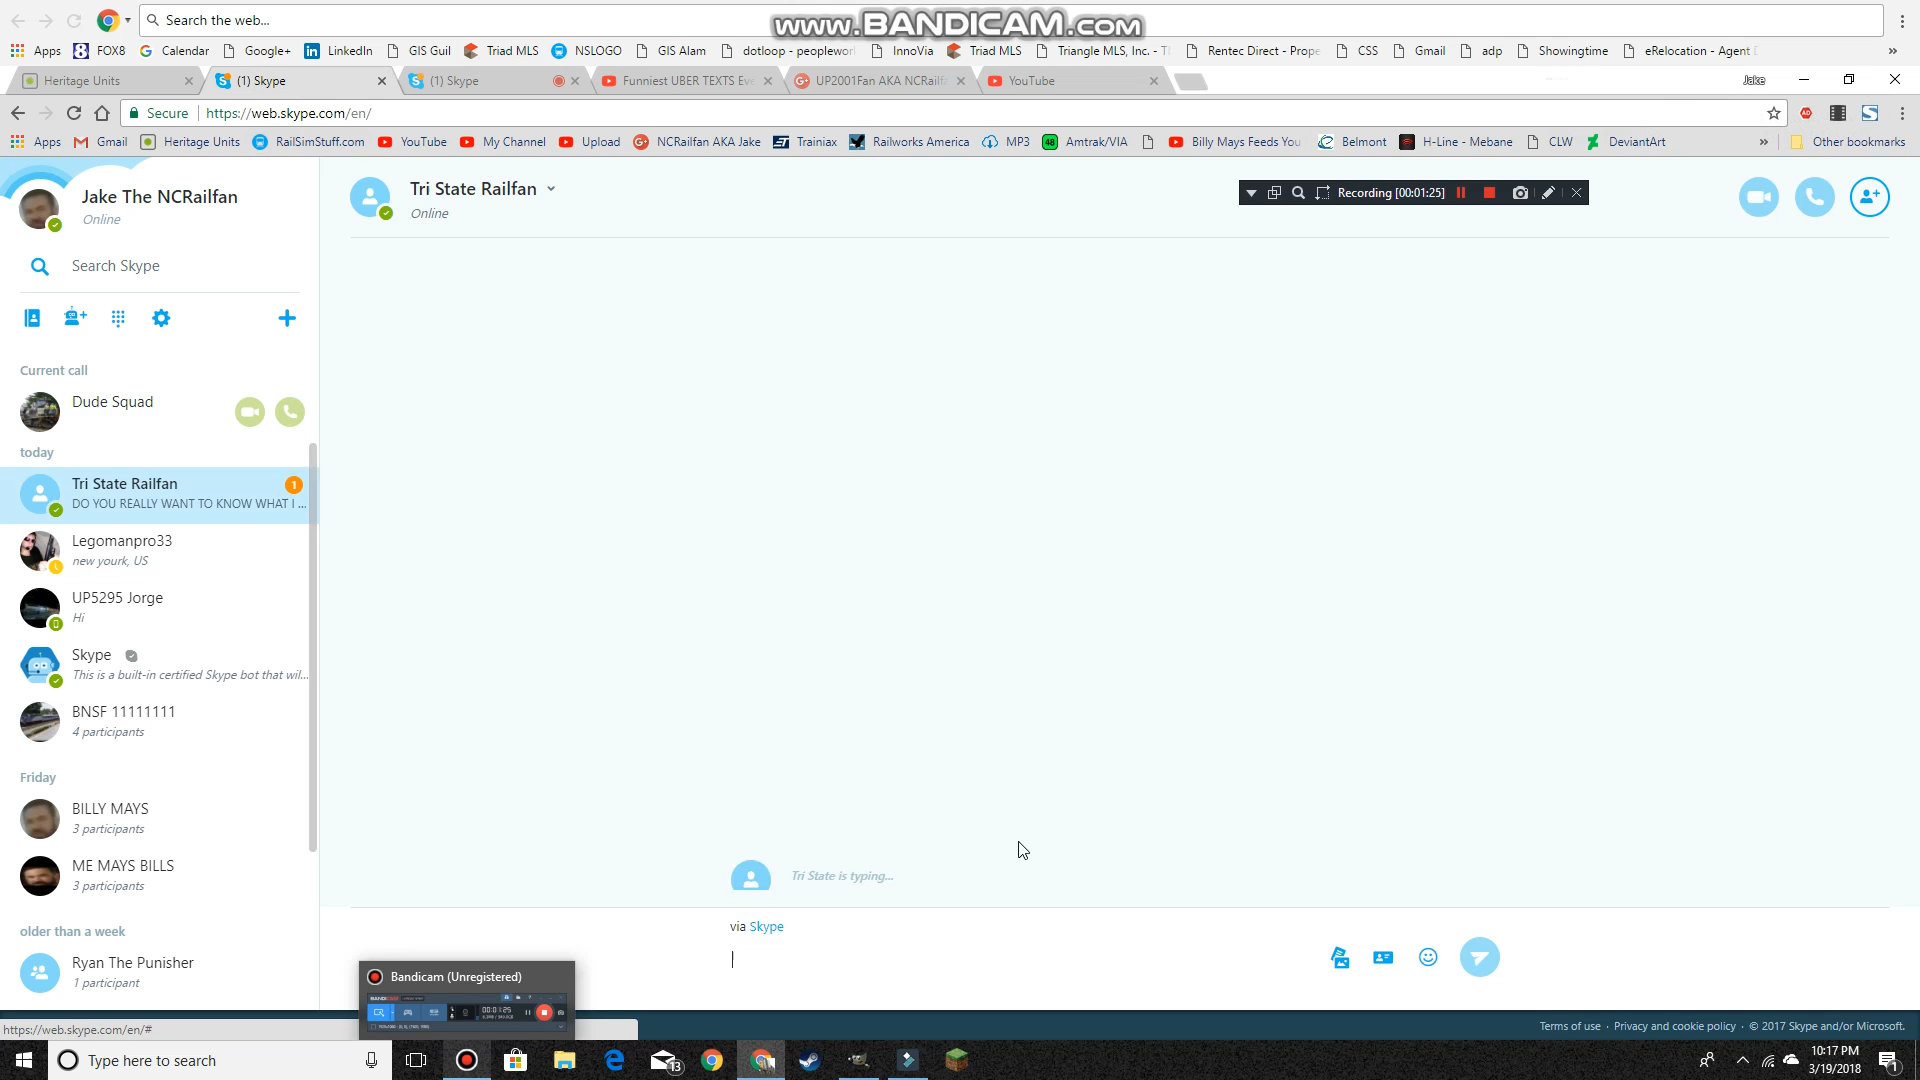 Search the web...
www.BANDICAM.com
Apps FOX8 Calendar Google+ LinkedIn GIS Guil Triad MLS NSLOGO GIS Alam dotloop - peoplewor InnoVia Triad MLS Triangle MLS, Inc. - T Rentec Direct - Prope CSS Gmail adp Showingtime eRelocation - Agent »
Heritage Units (1) Skype (1) Skype Funniest UBER TEXTS Eve UP2001Fan AKA NCRailf YouTube Jake
Secure https://web.skype.com/en/
Apps Gmail Heritage Units RailSimStuff.com YouTube My Channel Upload NCRailfan AKA Jake Trainiax Railworks America MP3 48 Amtrak/VIA Billy Mays Feeds You Belmont H-Line - Mebane CLW DeviantArt » Other bookmarks
Jake The NCRailfan
Online
Search Skype
Tri State Railfan
Online
Recording [00:01:25]
Current call
Dude Squad
today
Tri State Railfan 1
DO YOU REALLY WANT TO KNOW WHAT I ...
Legomanpro33
new yourk, US
UP5295 Jorge
Hi
Skype
This is a built-in certified Skype bot that wil...
BNSF 11111111
4 participants
Friday
BILLY MAYS
3 participants
ME MAYS BILLS
3 participants
older than a week
Ryan The Punisher
1 participant
Tri State is typing...
via Skype
Bandicam (Unregistered)
00:01:25
https://web.skype.com/en/#
Terms of use · Privacy and cookie policy · © 2017 Skype and/or Microsoft.
Type here to search
13
10:17 PM
3/19/2018
1